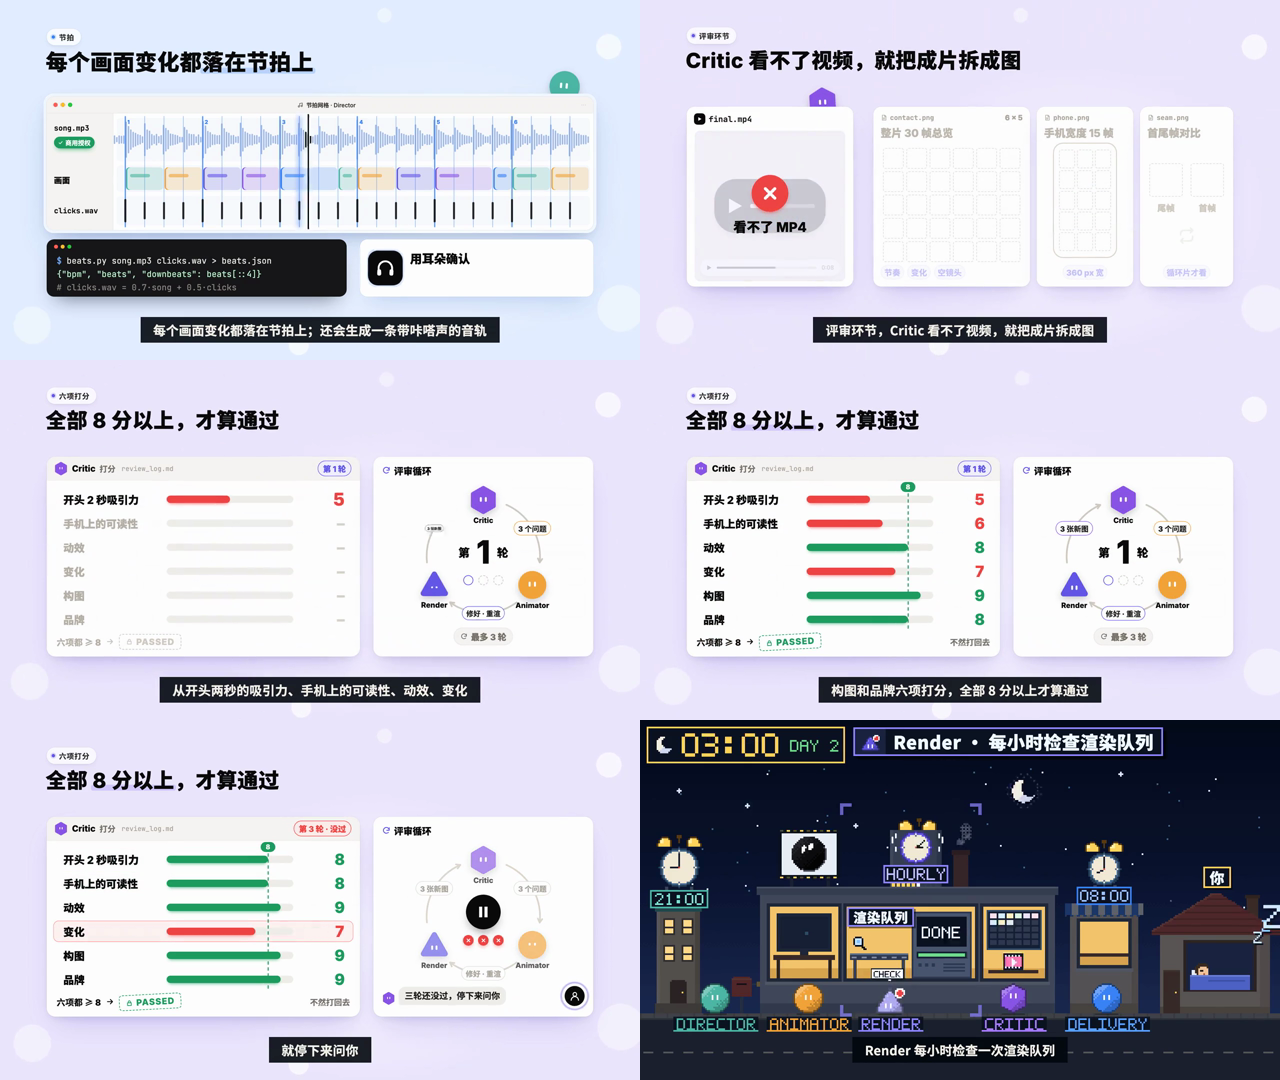 节拍
每个画面变化都落在节拍上
节拍网格 · Director
song.mp3
商用授权
1 2 3 4 5 6
画面
clicks.wav
$ beats.py song.mp3 clicks.wav > beats.json
{"bpm", "beats", "downbeats": beats[::4]}
# clicks.wav = 0.7·song + 0.5·clicks
用耳朵确认
每个画面变化都落在节拍上；还会生成一条带咔嗒声的音轨
评审环节
Critic 看不了视频，就把成片拆成图
final.mp4
看不了 MP4
contact.png 6×5
整片 30 帧总览
节奏 变化 空镜头
phone.png
手机宽度 15 帧
360 px 宽
seam.png
首尾帧对比
尾帧 首帧
循环片才看
评审环节，Critic 看不了视频，就把成片拆成图
六项打分
全部 8 分以上，才算通过
Critic 打分 review_log.md 第 1 轮
开头 2 秒吸引力 5
手机上的可读性 –
动效 –
变化 –
构图 –
品牌 –
六项都 ≥ 8 → PASSED
评审循环
Critic
3 张新图
3 个问题
第 1 轮
Render
Animator
修好 · 重渲
最多 3 轮
从开头两秒的吸引力、手机上的可读性、动效、变化
六项打分
全部 8 分以上，才算通过
Critic 打分 review_log.md 第 1 轮
8
开头 2 秒吸引力 5
手机上的可读性 6
动效 8
变化 7
构图 9
品牌 8
六项都 ≥ 8 → PASSED 不然打回去
评审循环
Critic
3 张新图
3 个问题
第 1 轮
Render
Animator
修好 · 重渲
最多 3 轮
构图和品牌六项打分，全部 8 分以上才算通过
六项打分
全部 8 分以上，才算通过
Critic 打分 review_log.md 第 3 轮 · 没过
8
开头 2 秒吸引力 8
手机上的可读性 8
动效 9
变化 7
构图 9
品牌 9
六项都 ≥ 8 → PASSED 不然打回去
评审循环
Critic
3 张新图
3 个问题
Render
Animator
修好 · 重渲
三轮还没过，停下来问你
就停下来问你
03:00 DAY 2
Render · 每小时检查渲染队列
HOURLY
21:00
08:00
你
Z
Z
渲染队列
DONE
CHECK
DIRECTOR
ANIMATOR
RENDER
CRITIC
DELIVERY
Render 每小时检查一次渲染队列